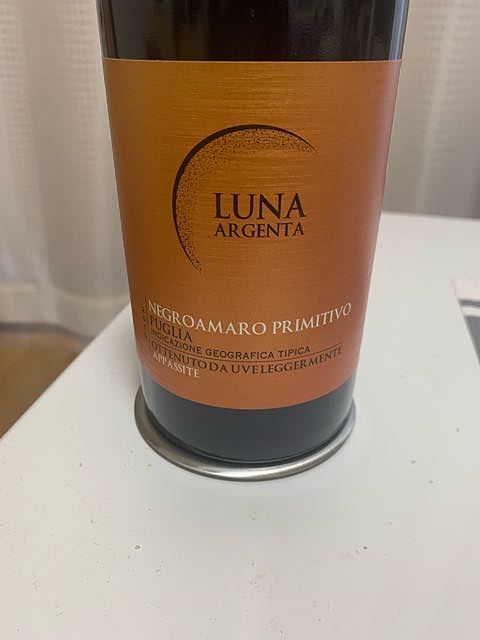 LUNA
ARGENTA
NEGROAMARO PRIMITIVO
PUGLIA
INDICAZIONE GEOGRAFICA TIPICA
OTTENUTO DA UVE LEGGERMENTE
APPASSITE